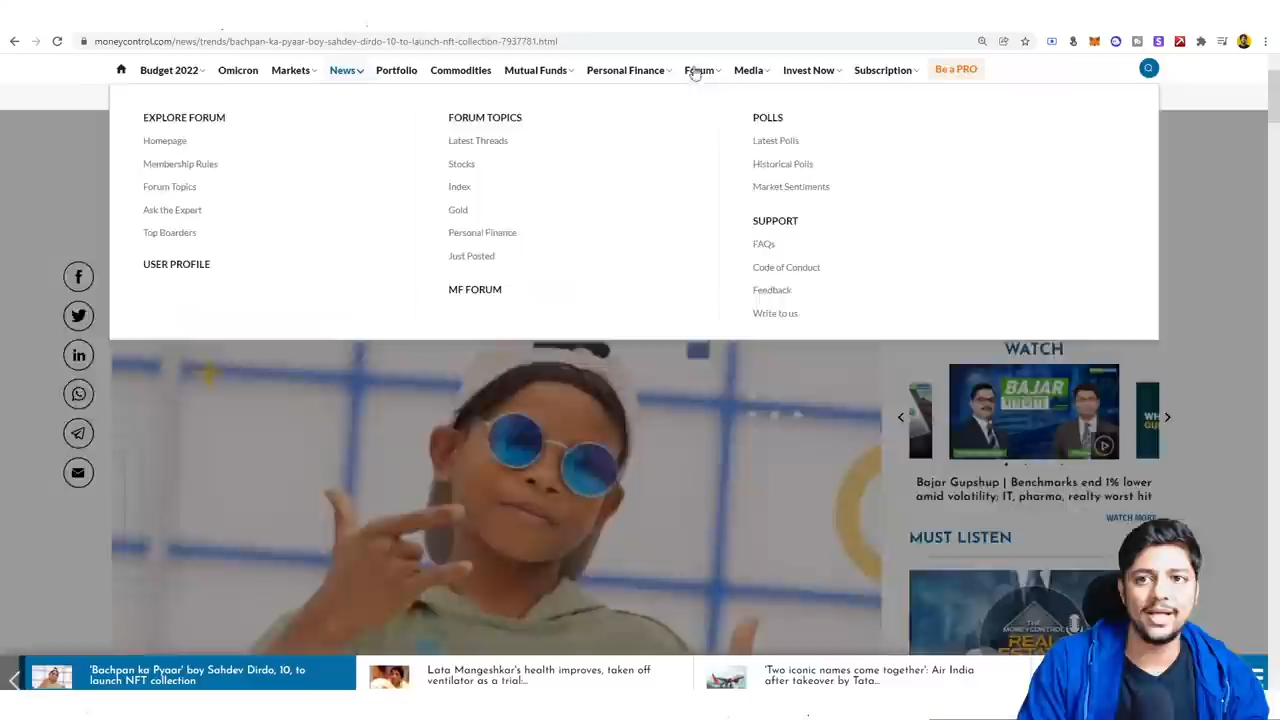 moneycontrol.com/news/trends/bachpan-ka-pyaar-boy-sahdev-dirdo-10-to-launch-nft-collection-7937781.html
Budget 2022 Omicron Markets News Portfolio Commodities Mutual Funds Personal Finance Forum Media Invest Now Subscription Be a PRO
EXPLORE FORUM
Homepage
Membership Rules
Forum Topics
Ask the Expert
Top Boarders
USER PROFILE
FORUM TOPICS
Latest Threads
Stocks
Index
Gold
Personal Finance
Just Posted
MF FORUM
POLLS
Latest Polls
Historical Polls
Market Sentiments
SUPPORT
FAQs
Code of Conduct
Feedback
Write to us
WATCH
BAJAR
Bajar Gupshup | Benchmarks end 1% lower
amid volatility; IT, pharma, realty worst hit
WATCH MORE
MUST LISTEN
THE MONEYCONTROL
REAL
'Bachpan ka Pyaar' boy Sahdev Dirdo, 10, to
launch NFT collection
Lata Mangeshkar's health improves, taken off
ventilator as a trial:...
'Two iconic names come together': Air India
after takeover by Tata...